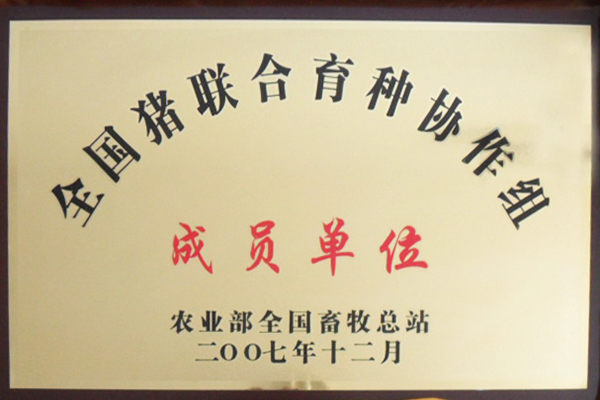 全国猪联合育种协作组
成员单位
农业部全国畜牧总站
二〇〇七年十二月